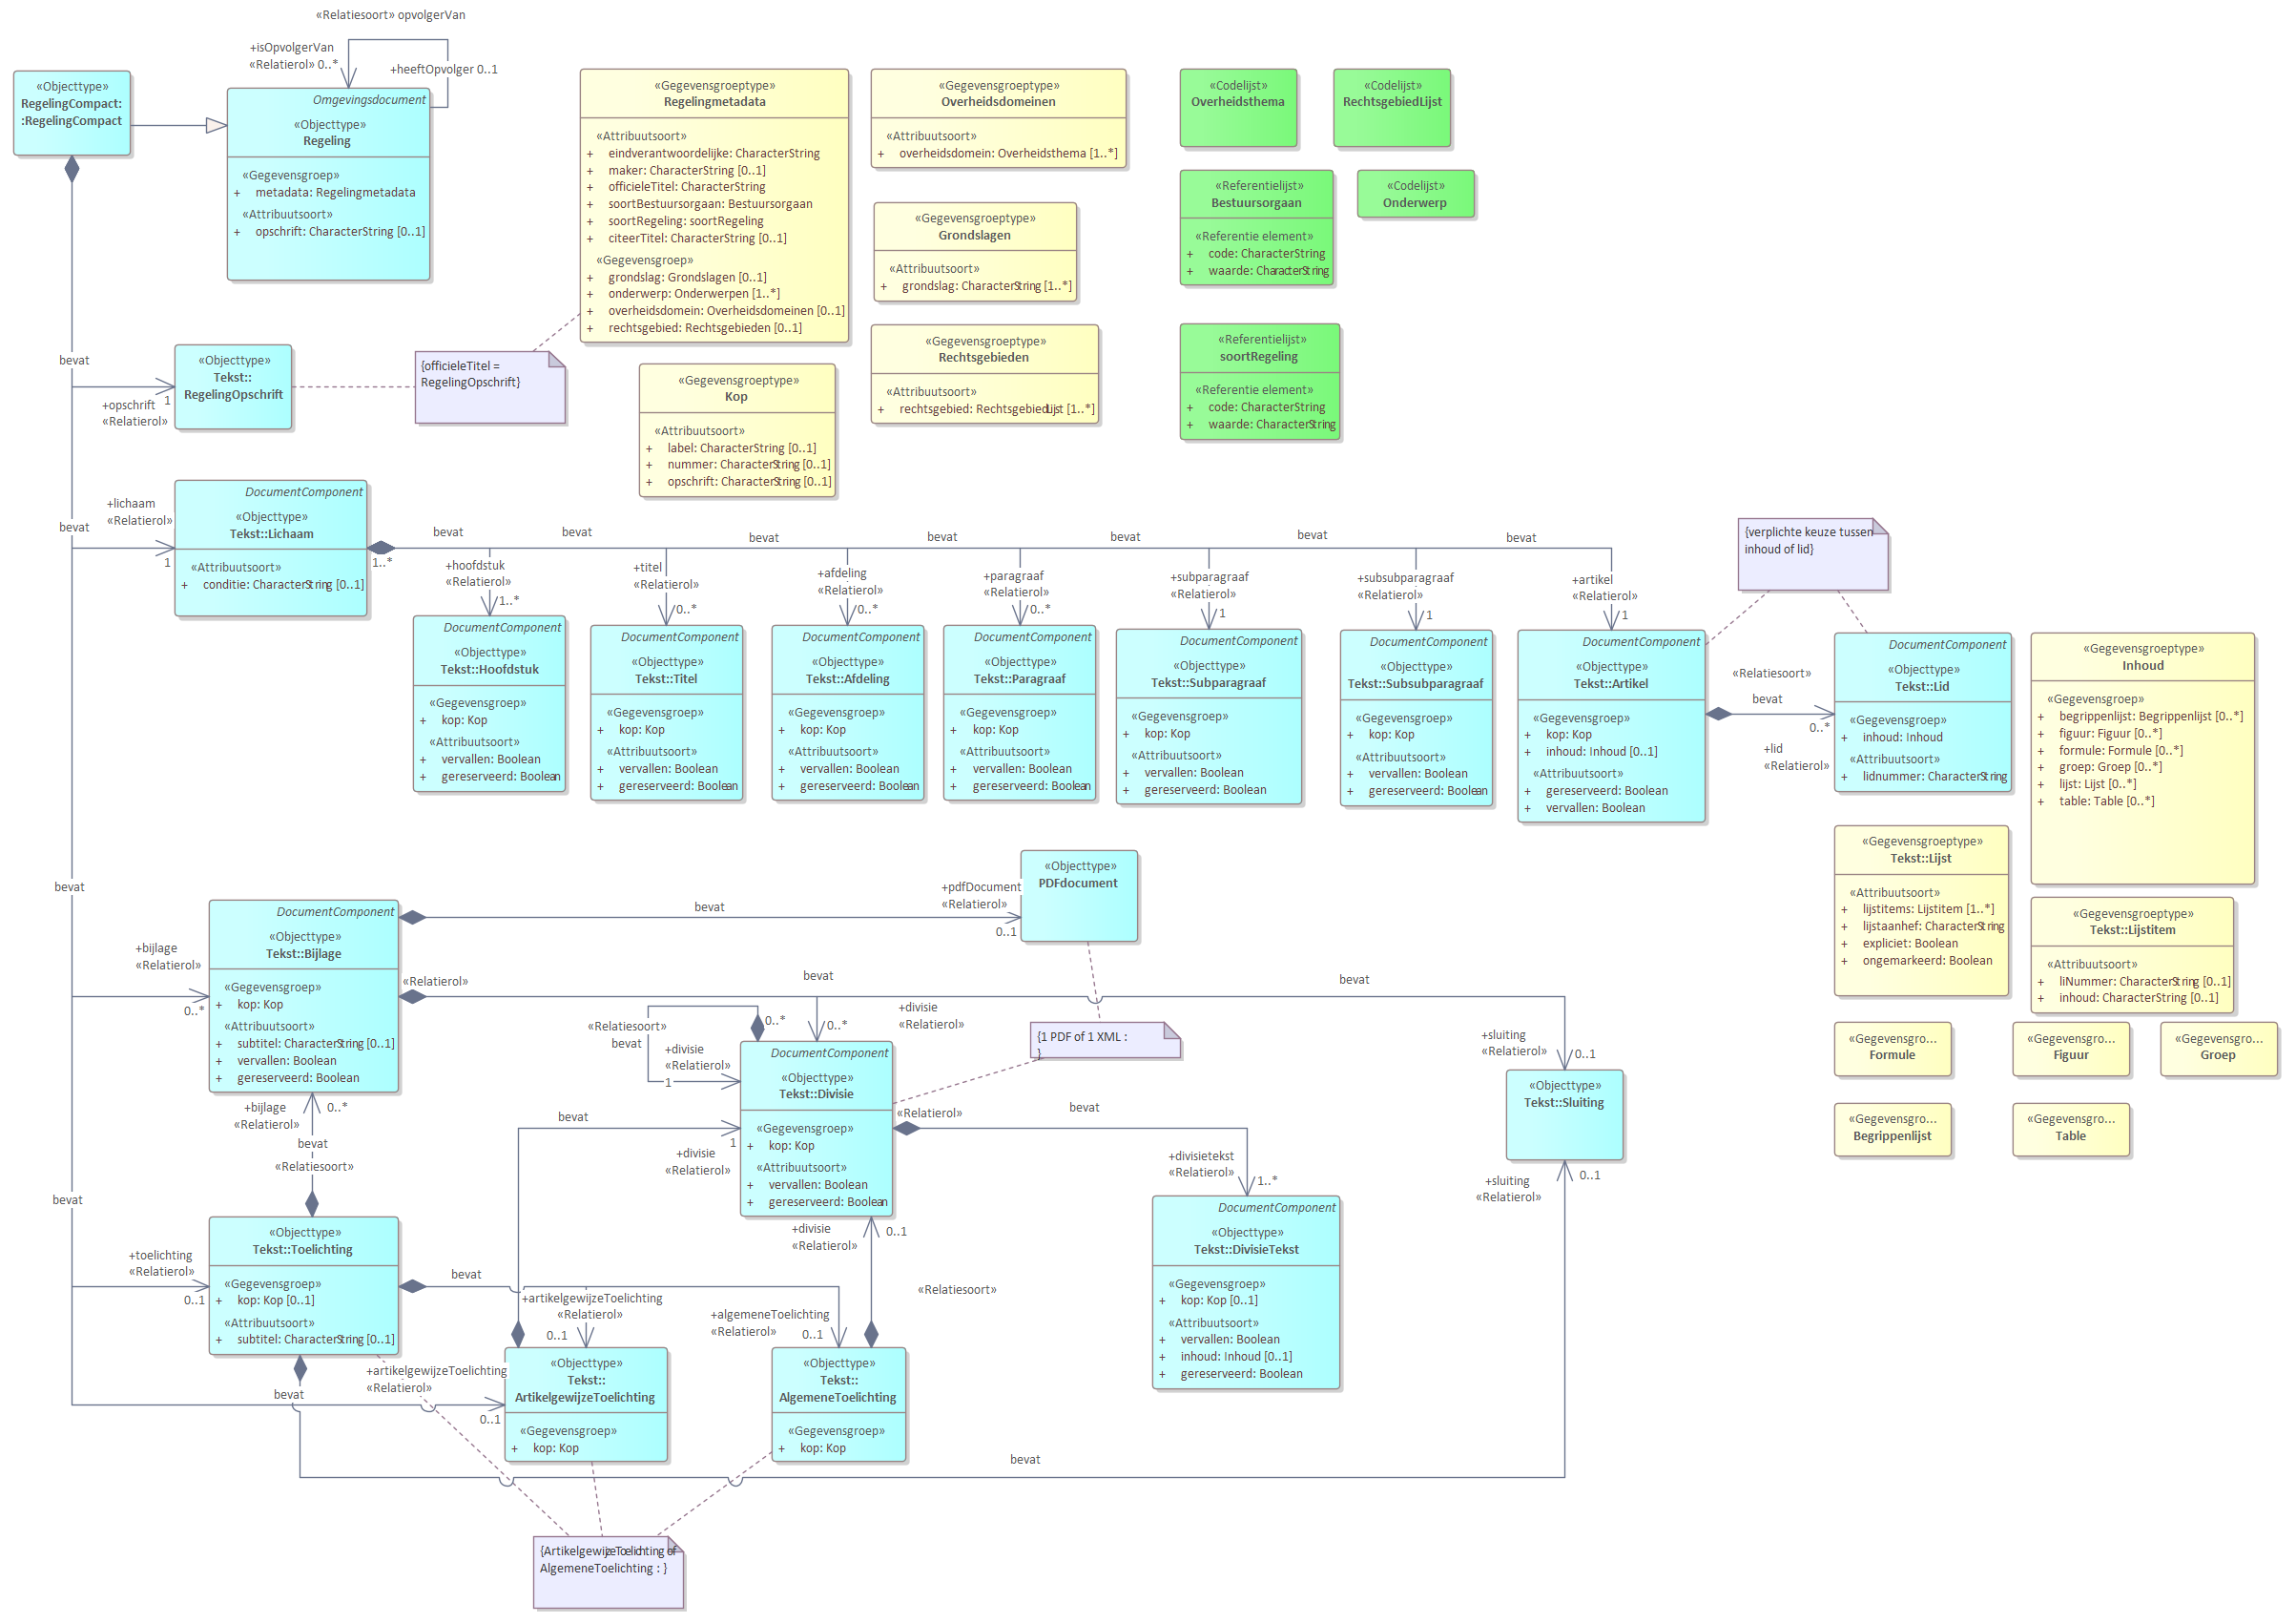 «Relatiesoort» opvolgerVan
+isOpvolgerVan
«Relatierol» 0..*
+heeftOpvolger 0..1
«Objecttype»
RegelingCompact:
:RegelingCompact
Omgevingsdocument
«Objecttype»
Regeling
«Gegevensgroep»
+ metadata: Regelingmetadata
«Attribuutsoort»
+ opschrift: CharacterString [0..1]
«Gegevensgroeptype»
Regelingmetadata
«Attribuutsoort»
+ eindverantwoordelijke: CharacterString
+ maker: CharacterString [0..1]
+ officieleTitel: CharacterString
+ soortBestuursorgaan: Bestuursorgaan
+ soortRegeling: soortRegeling
+ citeerTitel: CharacterString [0..1]
«Gegevensgroep»
+ grondslag: Grondslagen [0..1]
+ onderwerp: Onderwerpen [1..*]
+ overheidsdomein: Overheidsdomeinen [0..1]
+ rechtsgebied: Rechtsgebieden [0..1]
«Gegevensgroeptype»
Overheidsdomeinen
«Attribuutsoort»
+ overheidsdomein: Overheidsthema [1..*]
«Gegevensgroeptype»
Grondslagen
«Attribuutsoort»
+ grondslag: CharacterString [1..*]
«Gegevensgroeptype»
Rechtsgebieden
«Attribuutsoort»
+ rechtsgebied: RechtsgebiedLijst [1..*]
«Codelijst»
Overheidsthema
«Codelijst»
RechtsgebiedLijst
«Referentielijst»
Bestuursorgaan
«Referentie element»
+ code: CharacterString
+ waarde: CharacterString
«Codelijst»
Onderwerp
«Referentielijst»
soortRegeling
«Referentie element»
+ code: CharacterString
+ waarde: CharacterString
bevat
«Objecttype»
Tekst::
RegelingOpschrift
+opschrift
«Relatierol»
1
{officieleTitel =
RegelingOpschrift}
«Gegevensgroeptype»
Kop
«Attribuutsoort»
+ label: CharacterString [0..1]
+ nummer: CharacterString [0..1]
+ opschrift: CharacterString [0..1]
+lichaam
«Relatierol»
bevat
1
DocumentComponent
«Objecttype»
Tekst::Lichaam
«Attribuutsoort»
+ conditie: CharacterString [0..1]
1..*
bevat
bevat
bevat
bevat
bevat
bevat
bevat
+hoofdstuk
«Relatierol»
1..*
+titel
«Relatierol»
0..*
+afdeling
«Relatierol»
0..*
+paragraaf
«Relatierol»
0..*
+subparagraaf
«Relatierol»
1
+subsubparagraaf
«Relatierol»
1
+artikel
«Relatierol»
1
{verplichte keuze tussen
inhoud of lid}
DocumentComponent
«Objecttype»
Tekst::Hoofdstuk
«Gegevensgroep»
+ kop: Kop
«Attribuutsoort»
+ vervallen: Boolean
+ gereserveerd: Boolean
DocumentComponent
«Objecttype»
Tekst::Titel
«Gegevensgroep»
+ kop: Kop
«Attribuutsoort»
+ vervallen: Boolean
+ gereserveerd: Boolean
DocumentComponent
«Objecttype»
Tekst::Afdeling
«Gegevensgroep»
+ kop: Kop
«Attribuutsoort»
+ vervallen: Boolean
+ gereserveerd: Boolean
DocumentComponent
«Objecttype»
Tekst::Paragraaf
«Gegevensgroep»
+ kop: Kop
«Attribuutsoort»
+ vervallen: Boolean
+ gereserveerd: Boolean
DocumentComponent
«Objecttype»
Tekst::Subparagraaf
«Gegevensgroep»
+ kop: Kop
«Attribuutsoort»
+ vervallen: Boolean
+ gereserveerd: Boolean
DocumentComponent
«Objecttype»
Tekst::Subsubparagraaf
«Gegevensgroep»
+ kop: Kop
«Attribuutsoort»
+ vervallen: Boolean
+ gereserveerd: Boolean
DocumentComponent
«Objecttype»
Tekst::Artikel
«Gegevensgroep»
+ kop: Kop
+ inhoud: Inhoud [0..1]
«Attribuutsoort»
+ gereserveerd: Boolean
+ vervallen: Boolean
«Relatiesoort»
bevat
0..*
+lid
«Relatierol»
DocumentComponent
«Objecttype»
Tekst::Lid
«Gegevensgroep»
+ inhoud: Inhoud
«Attribuutsoort»
+ lidnummer: CharacterString
«Gegevensgroeptype»
Inhoud
«Gegevensgroep»
+ begrippenlijst: Begrippenlijst [0..*]
+ figuur: Figuur [0..*]
+ formule: Formule [0..*]
+ groep: Groep [0..*]
+ lijst: Lijst [0..*]
+ table: Table [0..*]
«Gegevensgroeptype»
Tekst::Lijst
«Attribuutsoort»
+ lijstitems: Lijstitem [1..*]
+ lijstaanhef: CharacterString
+ expliciet: Boolean
+ ongemarkeerd: Boolean
«Gegevensgroeptype»
Tekst::Lijstitem
«Attribuutsoort»
+ liNummer: CharacterString [0..1]
+ inhoud: CharacterString [0..1]
«Gegevensgro...
Formule
«Gegevensgro...
Figuur
«Gegevensgro...
Groep
«Gegevensgro...
Begrippenlijst
«Gegevensgro...
Table
bevat
+bijlage
«Relatierol»
0..*
DocumentComponent
«Objecttype»
Tekst::Bijlage
«Gegevensgroep»
+ kop: Kop
«Attribuutsoort»
+ subtitel: CharacterString [0..1]
+ vervallen: Boolean
+ gereserveerd: Boolean
bevat
+pdfDocument
«Relatierol»
0..1
«Objecttype»
PDFdocument
«Relatierol»
bevat
bevat
{1 PDF of 1 XML :
}
«Relatiesoort»
bevat
0..*
+divisie
«Relatierol»
1
0..*
+divisie
«Relatierol»
DocumentComponent
«Objecttype»
Tekst::Divisie
«Gegevensgroep»
+ kop: Kop
«Attribuutsoort»
+ vervallen: Boolean
+ gereserveerd: Boolean
+sluiting
«Relatierol»
0..1
«Objecttype»
Tekst::Sluiting
+sluiting
«Relatierol»
0..1
«Relatierol»
bevat
+divisietekst
«Relatierol»
1..*
DocumentComponent
«Objecttype»
Tekst::DivisieTekst
«Gegevensgroep»
+ kop: Kop [0..1]
«Attribuutsoort»
+ vervallen: Boolean
+ inhoud: Inhoud [0..1]
+ gereserveerd: Boolean
bevat
1
+divisie
«Relatierol»
+divisie
«Relatierol»
0..1
«Relatiesoort»
+bijlage
«Relatierol»
0..*
bevat
«Relatiesoort»
bevat
+toelichting
«Relatierol»
0..1
«Objecttype»
Tekst::Toelichting
«Gegevensgroep»
+ kop: Kop [0..1]
«Attribuutsoort»
+ subtitel: CharacterString [0..1]
bevat
+artikelgewijzeToelichting
«Relatierol»
0..1
+algemeneToelichting
«Relatierol»
0..1
+artikelgewijzeToelichting
«Relatierol»
0..1
bevat
«Objecttype»
Tekst::
ArtikelgewijzeToelichting
«Gegevensgroep»
+ kop: Kop
«Objecttype»
Tekst::
AlgemeneToelichting
«Gegevensgroep»
+ kop: Kop
bevat
{ArtikelgewijzeToelichting of
AlgemeneToelichting : }